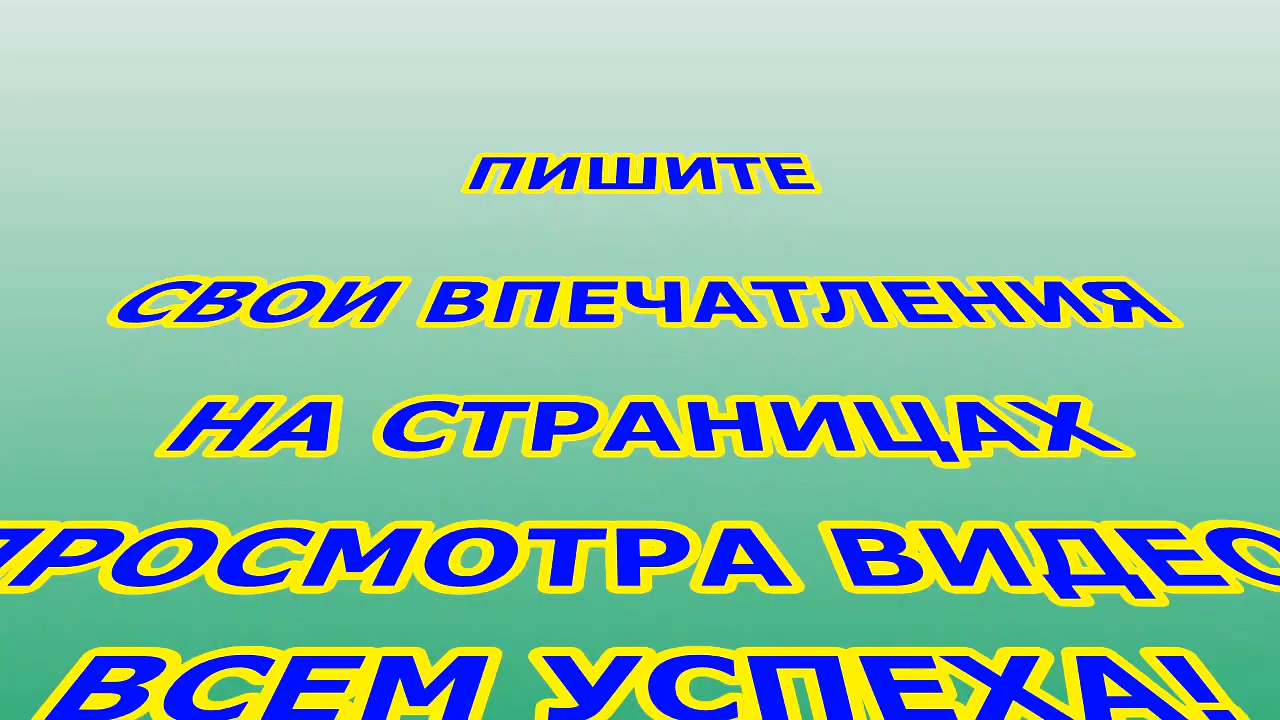 ПИШИТЕ
СВОИ ВПЕЧАТЛЕНИЯ
НА СТРАНИЦАХ
ПРОСМОТРА ВИДЕО
ВСЕМ УСПЕХА!